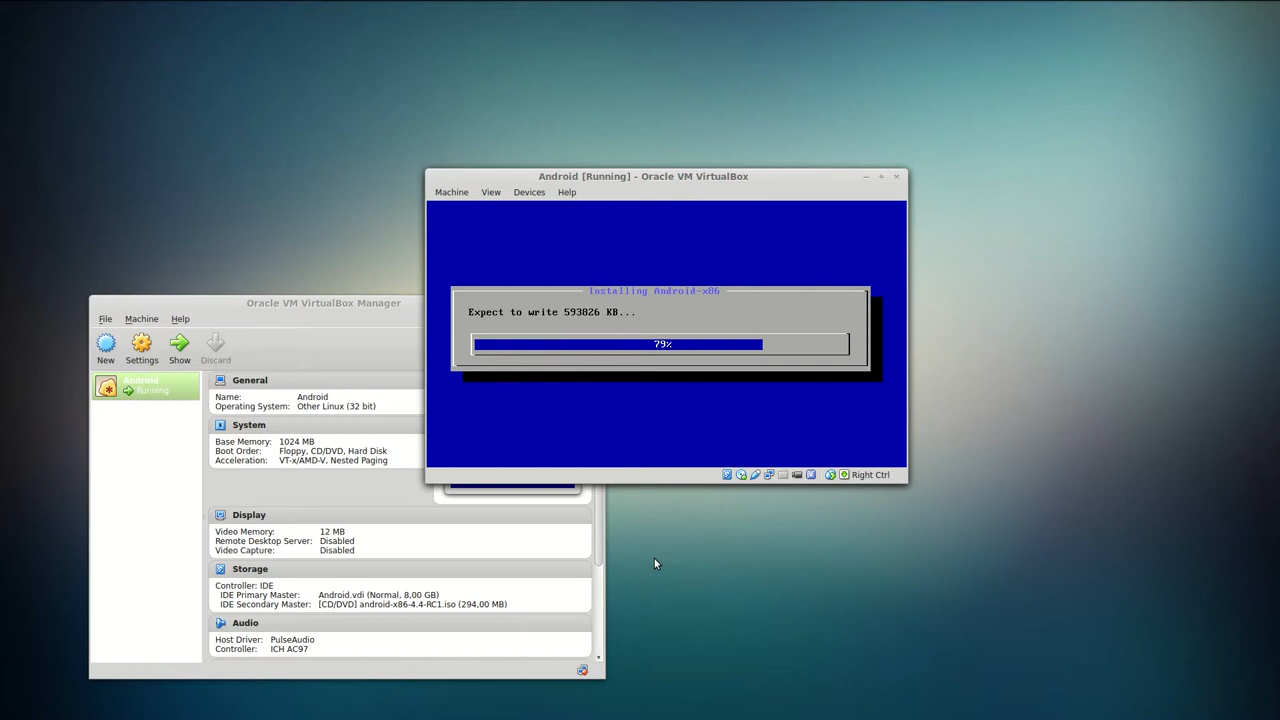 Android [Running] - Oracle VM VirtualBox
Machine View Devices Help
Installing Android-x86
Expect to write 593826 KB...
79%
Right Ctrl
Oracle VM VirtualBox Manager
File Machine Help
New Settings Show Discard
Android
Running
General
Name: Android
Operating System: Other Linux (32 bit)
System
Base Memory: 1024 MB
Boot Order: Floppy, CD/DVD, Hard Disk
Acceleration: VT-x/AMD-V, Nested Paging
Display
Video Memory: 12 MB
Remote Desktop Server: Disabled
Video Capture: Disabled
Storage
Controller: IDE
IDE Primary Master: Android.vdi (Normal, 8,00 GB)
IDE Secondary Master: [CD/DVD] android-x86-4.4-RC1.iso (294,00 MB)
Audio
Host Driver: PulseAudio
Controller: ICH AC97